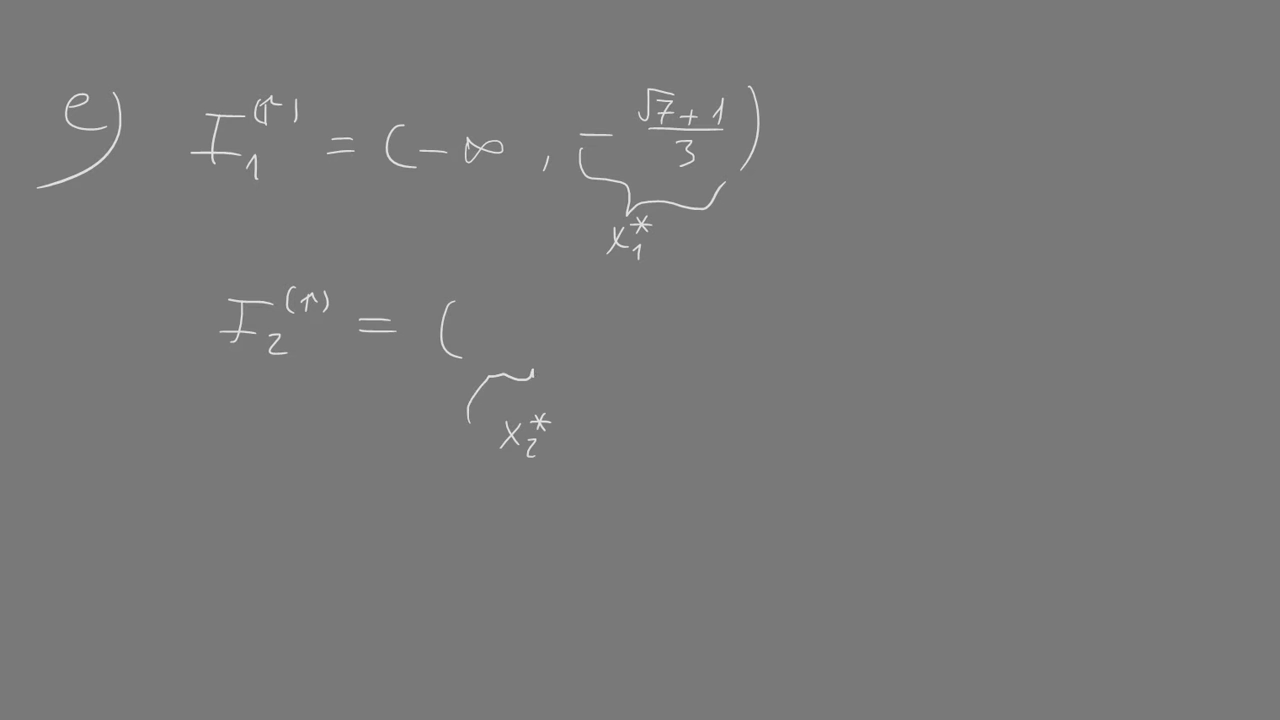 e) I₁^(↑) = (-∞, -(√7+1)/3)
x₁*
I₂^(↑) = (
x₂*